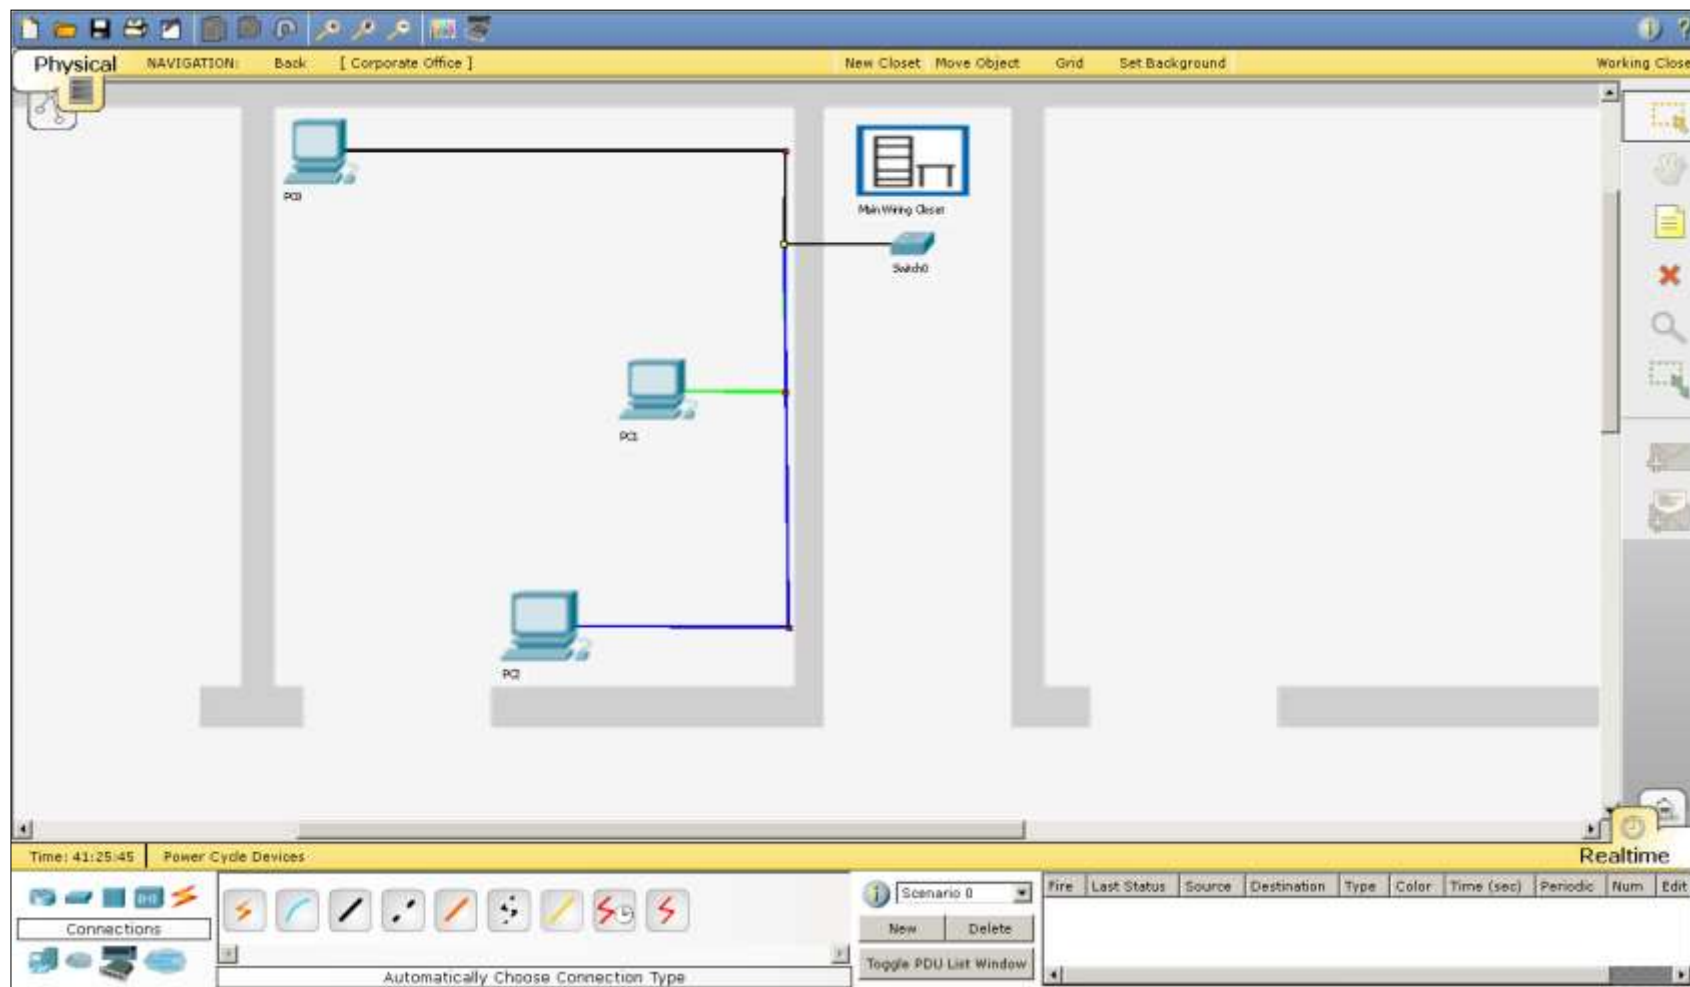 Physical NAVIGATION: Back [ Corporate Office ] New Closet Move Object Grid Set Background Working Close
PC0
Main Wiring Closet
Switch0
PC1
PC2
Time: 41:25:45 Power Cycle Devices Realtime
Fire Last Status Source Destination Type Color Time (sec) Periodic Num Edit
Scenario 0
Connections
New Delete
Toggle PDU List Window
Automatically Choose Connection Type